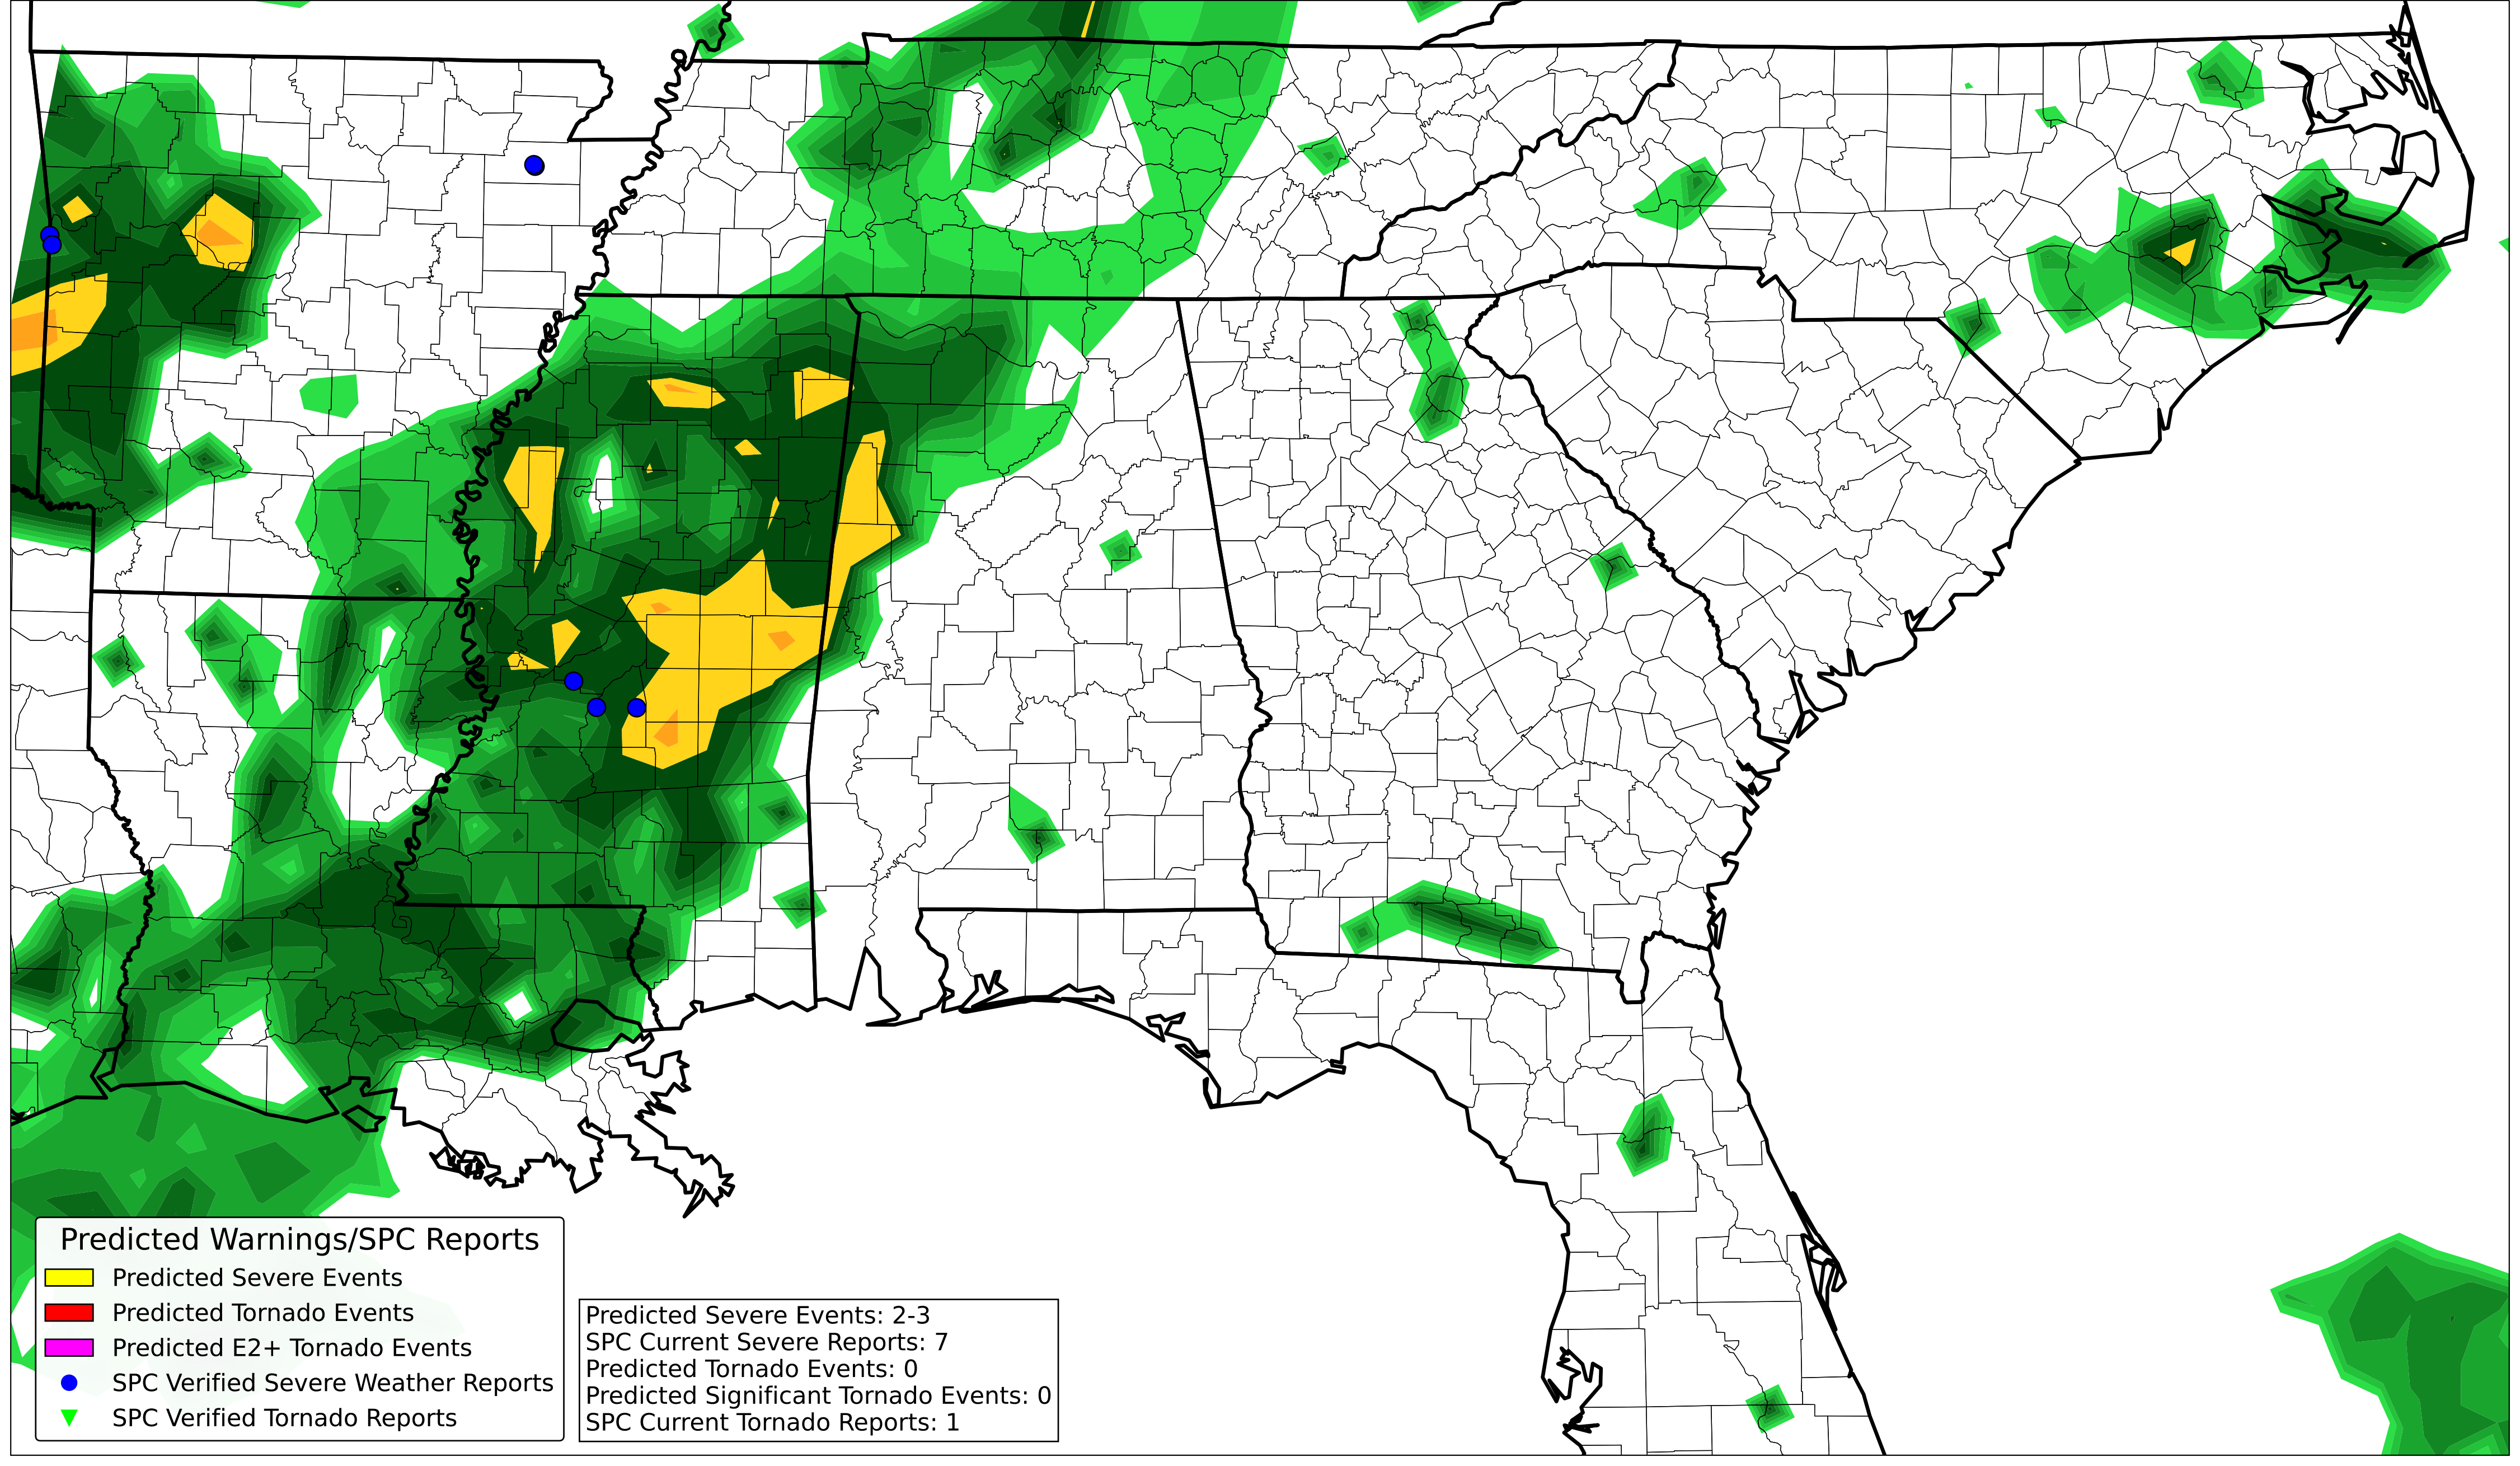 Predicted Warnings/SPC Reports
Predicted Severe Events
Predicted Tornado Events
Predicted E2+ Tornado Events
SPC Verified Severe Weather Reports
SPC Verified Tornado Reports
Predicted Severe Events: 2-3
SPC Current Severe Reports: 7
Predicted Tornado Events: 0
Predicted Significant Tornado Events: 0
SPC Current Tornado Reports: 1